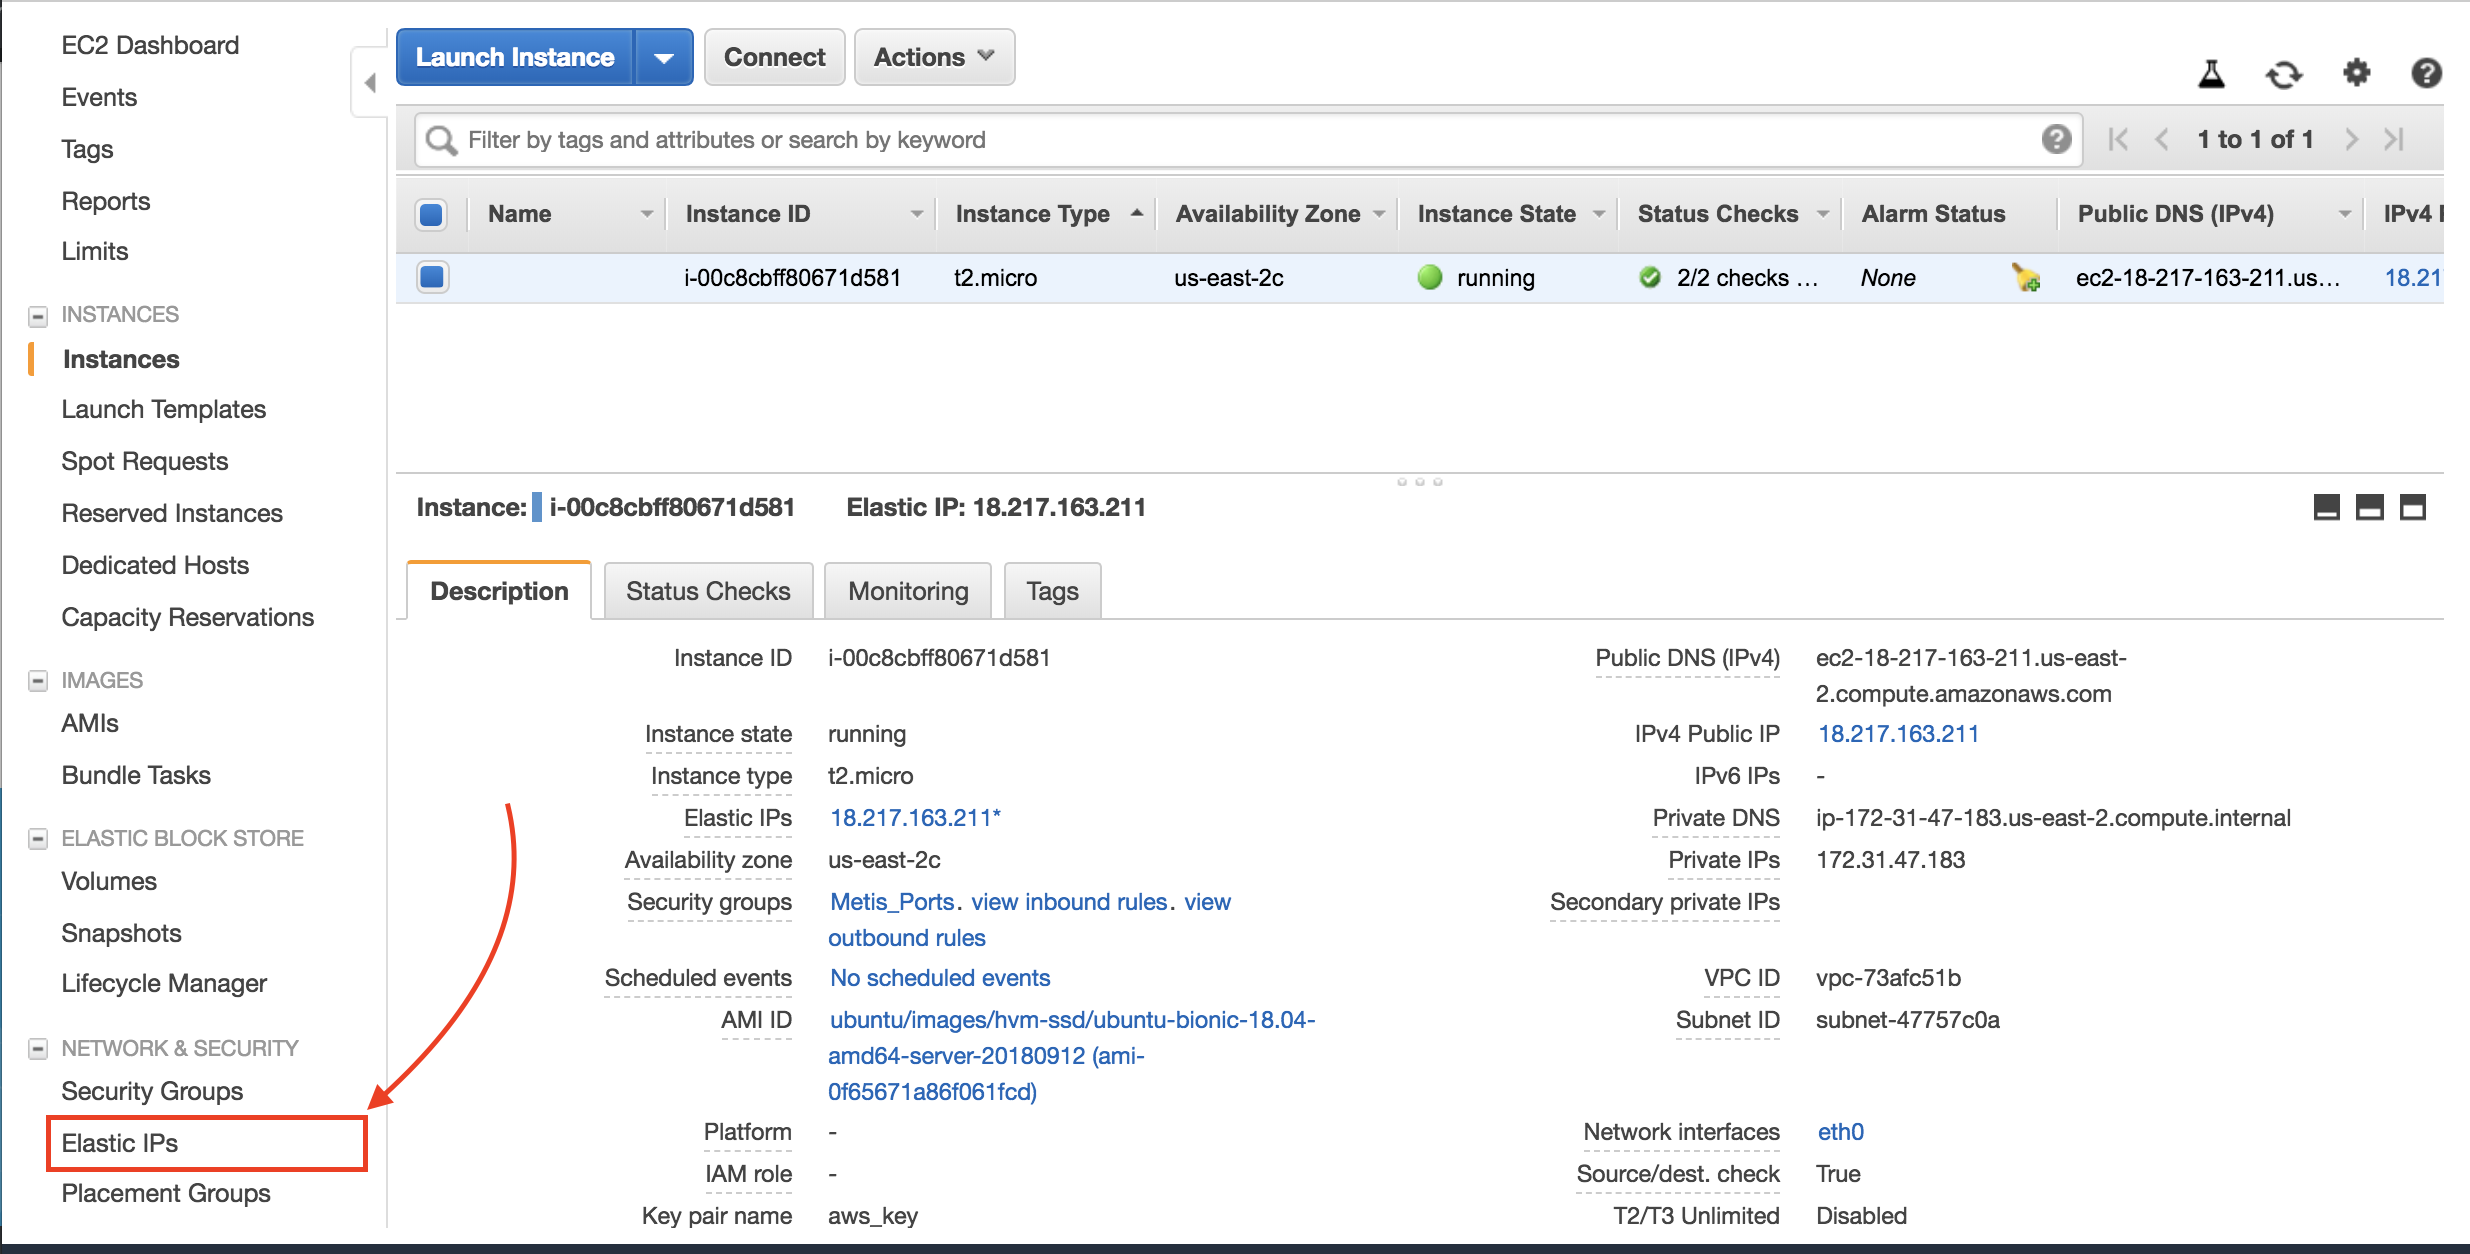 EC2 Dashboard
Events
Tags
Reports
Limits
INSTANCES
Instances
Launch Templates
Spot Requests
Reserved Instances
Dedicated Hosts
Capacity Reservations
IMAGES
AMIs
Bundle Tasks
ELASTIC BLOCK STORE
Volumes
Snapshots
Lifecycle Manager
NETWORK & SECURITY
Security Groups
Elastic IPs
Placement Groups
Launch Instance Connect Actions
Filter by tags and attributes or search by keyword 1 to 1 of 1
Name Instance ID Instance Type Availability Zone Instance State Status Checks Alarm Status Public DNS (IPv4) IPv4
i-00c8cbff80671d581 t2.micro us-east-2c running 2/2 checks ... None ec2-18-217-163-211.us... 18.21
Instance: i-00c8cbff80671d581 Elastic IP: 18.217.163.211
Description Status Checks Monitoring Tags
Instance ID i-00c8cbff80671d581
Instance state running
Instance type t2.micro
Elastic IPs 18.217.163.211*
Availability zone us-east-2c
Security groups Metis_Ports. view inbound rules. view
outbound rules
Scheduled events No scheduled events
AMI ID ubuntu/images/hvm-ssd/ubuntu-bionic-18.04-
amd64-server-20180912 (ami-
0f65671a86f061fcd)
Platform -
IAM role -
Key pair name aws_key
Public DNS (IPv4) ec2-18-217-163-211.us-east-
2.compute.amazonaws.com
IPv4 Public IP 18.217.163.211
IPv6 IPs -
Private DNS ip-172-31-47-183.us-east-2.compute.internal
Private IPs 172.31.47.183
Secondary private IPs
VPC ID vpc-73afc51b
Subnet ID subnet-47757c0a
Network interfaces eth0
Source/dest. check True
T2/T3 Unlimited Disabled